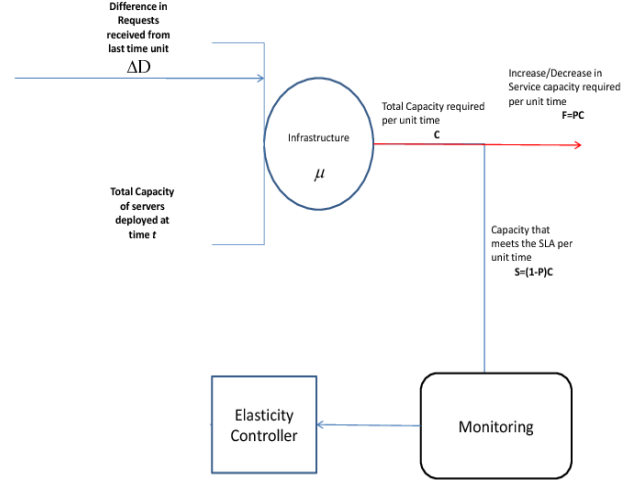 Difference in
Requests
received from
last time unit
ΔD
Infrastructure
μ
Total Capacity required
per unit time
C
Increase/Decrease in
Service capacity required
per unit time
F=PC
Total Capacity
of servers
deployed at
time t
Capacity that
meets the SLA per
unit time
S=(1-P)C
Elasticity
Controller
Monitoring